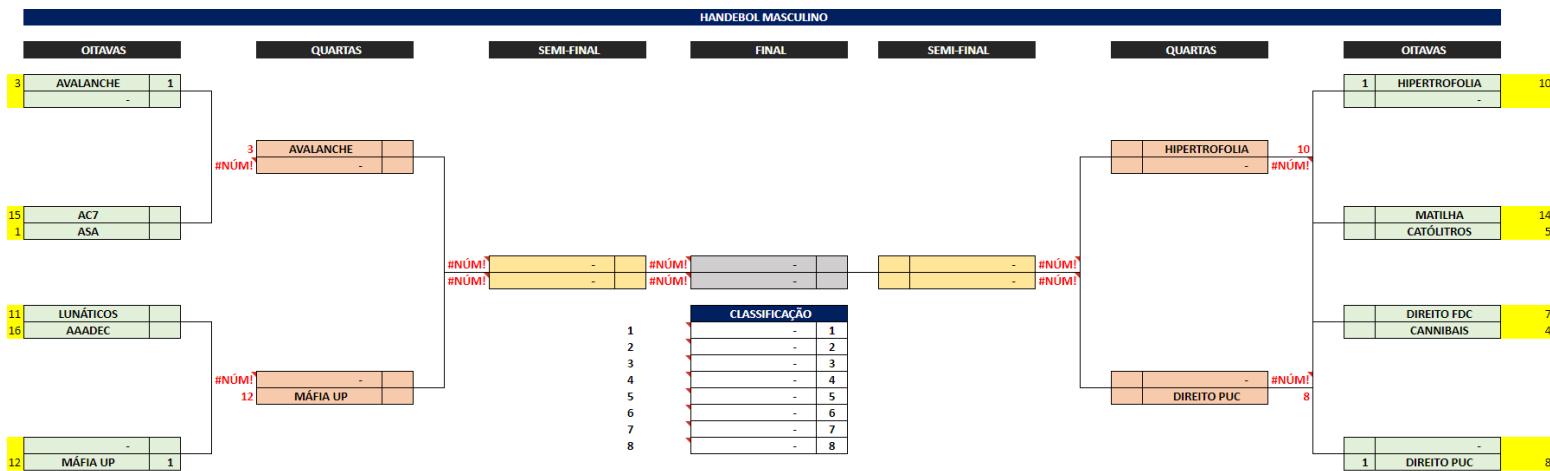 HANDEBOL MASCULINO
OITAVAS QUARTAS SEMI-FINAL FINAL SEMI-FINAL QUARTAS OITAVAS
3 AVALANCHE 1 1 HIPERTROFOLIA 10
- -
3 AVALANCHE HIPERTROFOLIA 10
#NÚM! - - #NÚM!
15 AC7 MATILHA 14
1 ASA CATÓLITROS 5
#NÚM! - #NÚM! - - #NÚM!
#NÚM! - #NÚM! - - #NÚM!
11 LUNÁTICOS CLASSIFICAÇÃO DIREITO FDC 7
16 AAADEC 1 - 1 CANNIBAIS 4
2 - 2
3 - 3
#NÚM! - 4 - 4 - #NÚM!
12 MÁFIA UP 5 - 5 DIREITO PUC 8
6 - 6
7 - 7
- 8 - 8 -
12 MÁFIA UP 1 1 DIREITO PUC 8